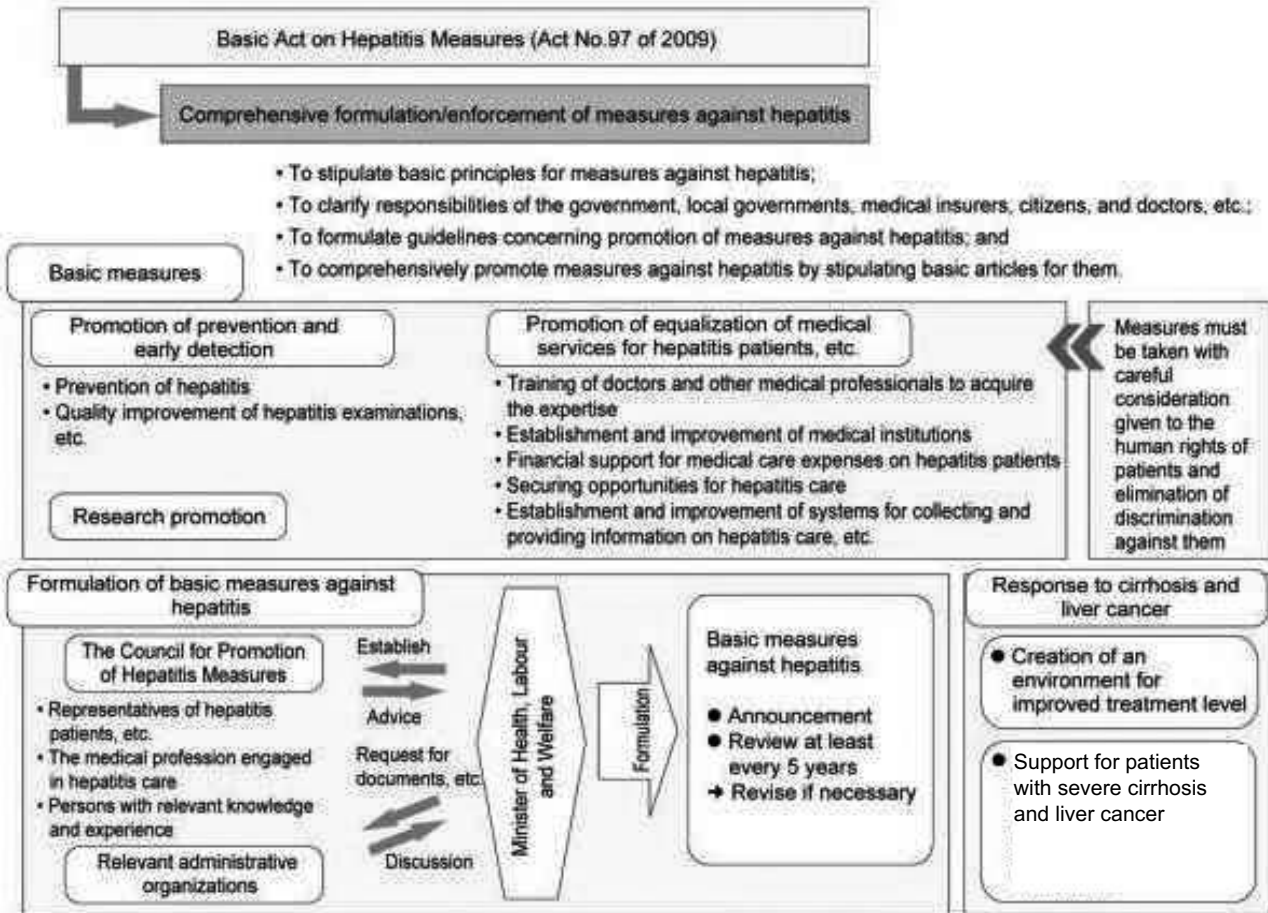 Basic Act on Hepatitis Measures (Act No.97 of 2009)
Comprehensive formulation/enforcement of measures against hepatitis
• To stipulate basic principles for measures against hepatitis;
• To clarify responsibilities of the government, local governments, medical insurers, citizens, and doctors, etc.;
• To formulate guidelines concerning promotion of measures against hepatitis; and
• To comprehensively promote measures against hepatitis by stipulating basic articles for them.
Basic measures
Promotion of prevention and
early detection
• Prevention of hepatitis
• Quality improvement of hepatitis examinations,
etc.
Research promotion
Promotion of equalization of medical
services for hepatitis patients, etc.
• Training of doctors and other medical professionals to acquire
the expertise
• Establishment and improvement of medical institutions
• Financial support for medical care expenses on hepatitis patients
• Securing opportunities for hepatitis care
• Establishment and improvement of systems for collecting and
providing information on hepatitis care, etc.
Measures must
be taken with
careful
consideration
given to the
human rights of
patients and
elimination of
discrimination
against them
Formulation of basic measures against
hepatitis
The Council for Promotion
of Hepatitis Measures
• Representatives of hepatitis
patients, etc.
• The medical profession engaged
in hepatitis care
• Persons with relevant knowledge
and experience
Relevant administrative
organizations
Establish
Advice
Request for
documents, etc.
Discussion
Minister of Health, Labour
and Welfare
Formulation
Basic measures
against hepatitis
● Announcement
● Review at least
every 5 years
➔ Revise if necessary
Response to cirrhosis and
liver cancer
● Creation of an
environment for
improved treatment level
● Support for patients
with severe cirrhosis
and liver cancer